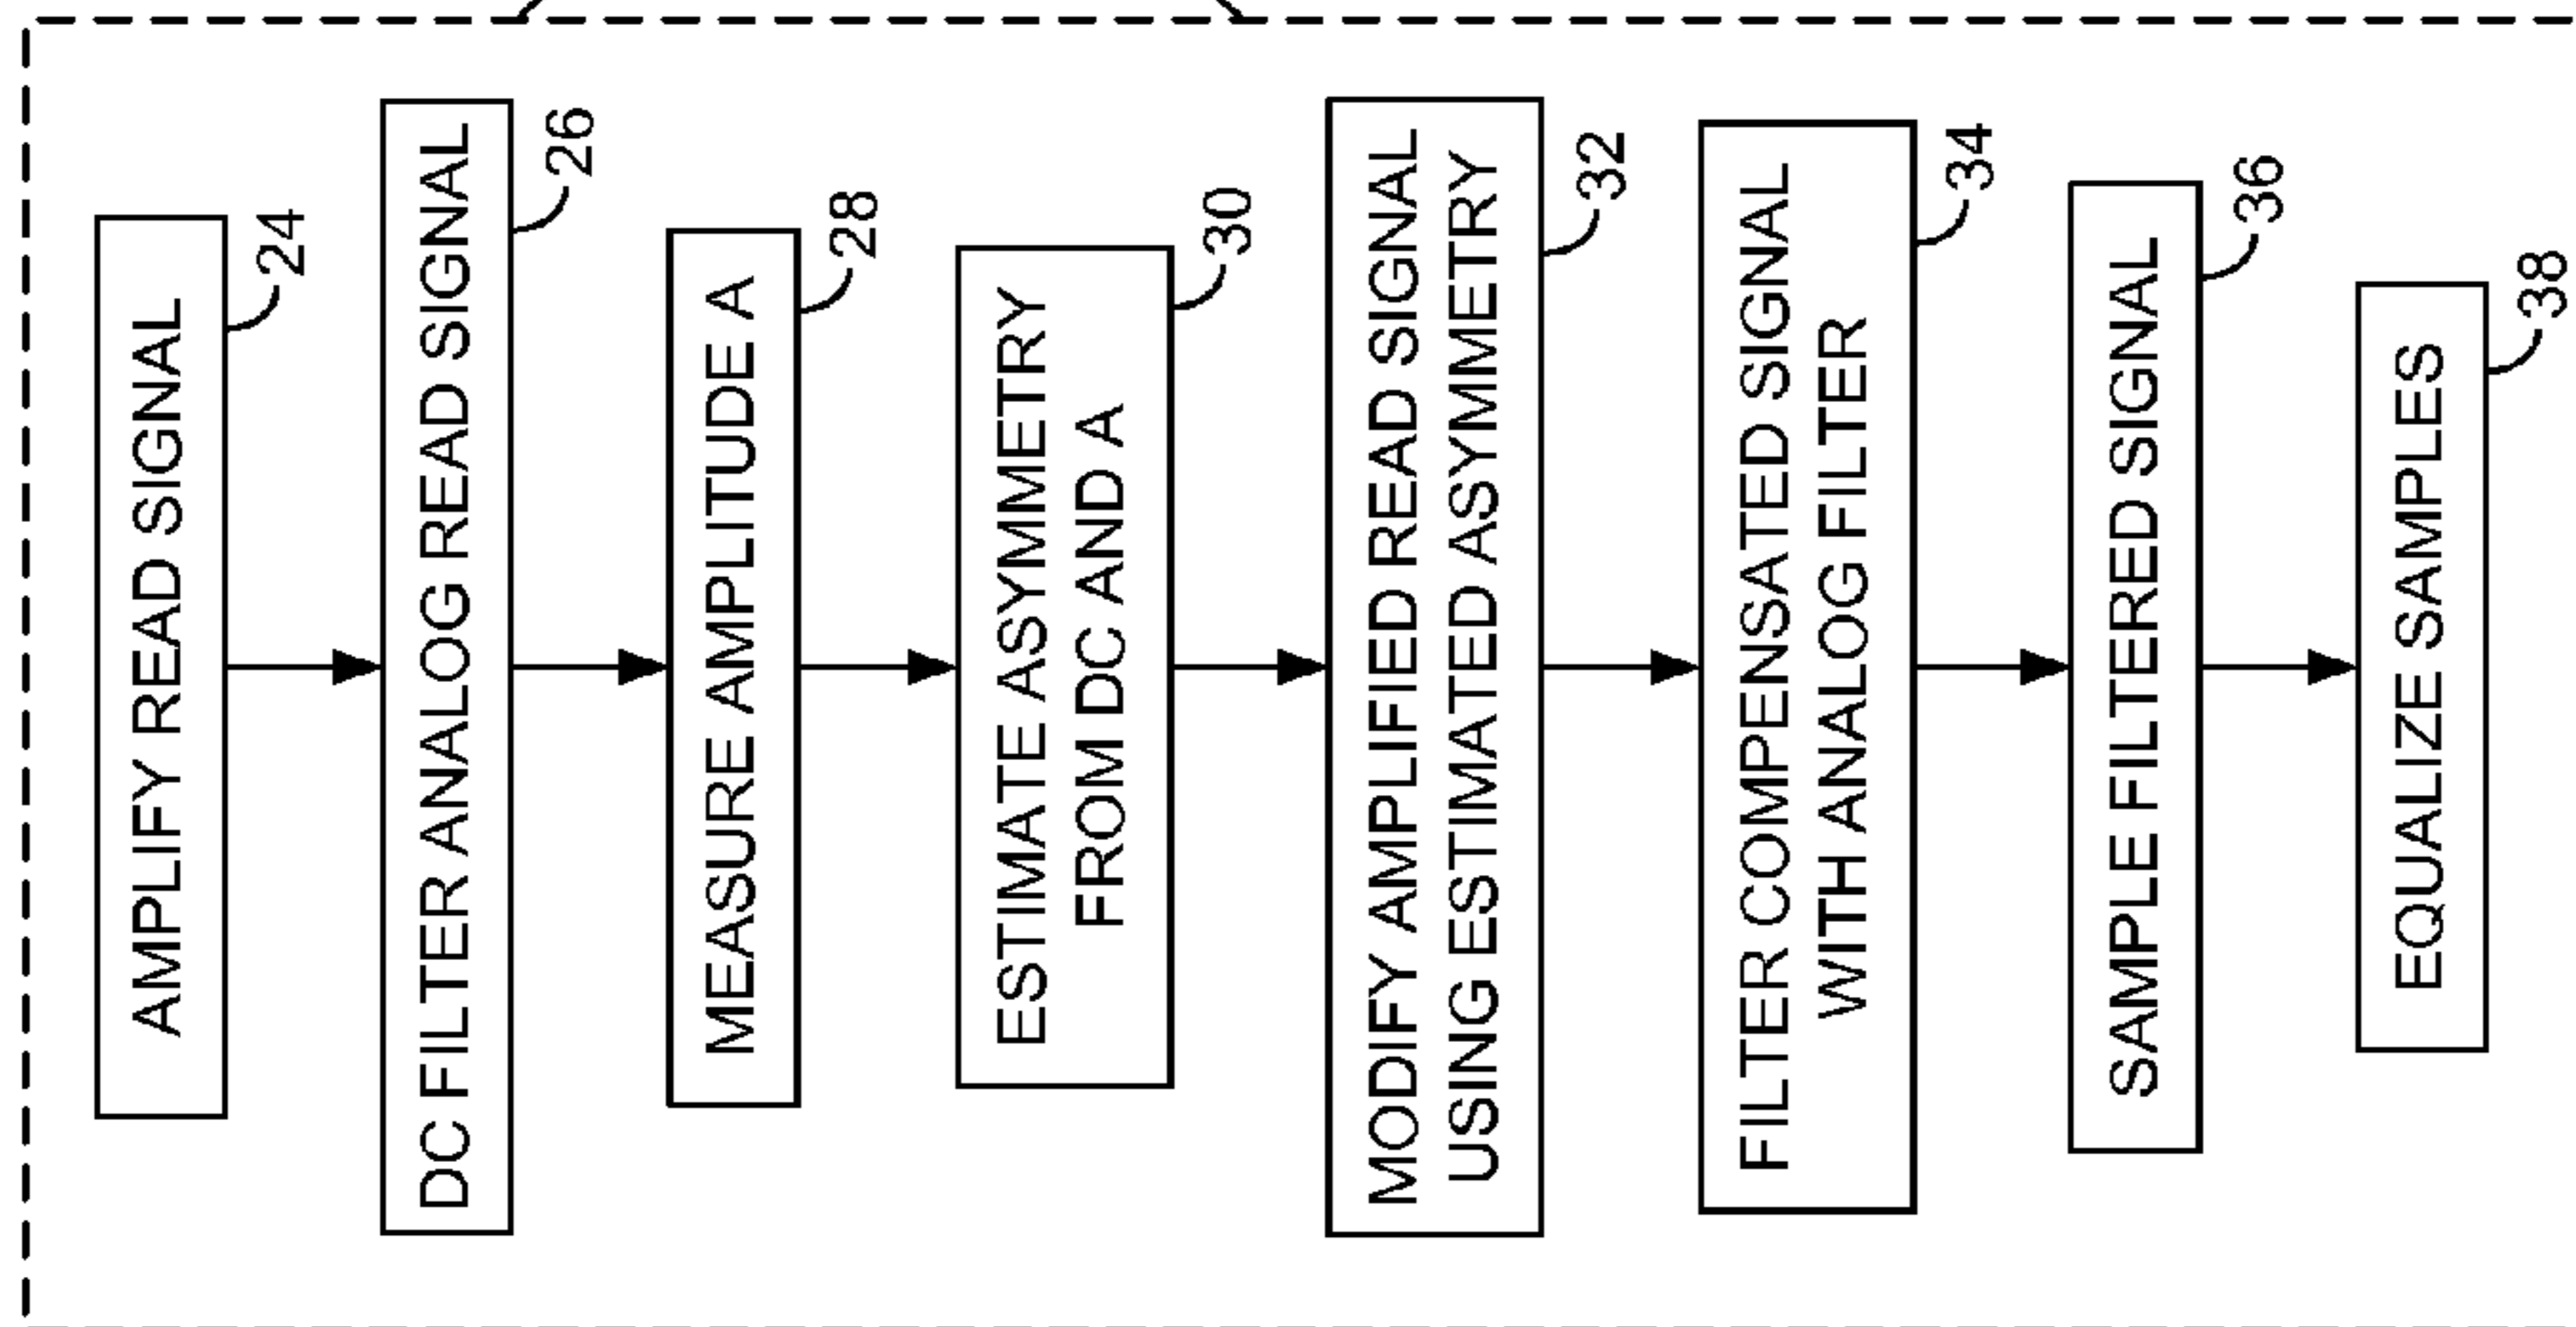 AMPLIFY READ SIGNAL
24
DC FILTER ANALOG READ SIGNAL
26
MEASURE AMPLITUDE A
28
ESTIMATE ASYMMETRY
FROM DC AND A
30
MODIFY AMPLIFIED READ SIGNAL
USING ESTIMATED ASYMMETRY
32
FILTER COMPENSATED SIGNAL
WITH ANALOG FILTER
34
SAMPLE FILTERED SIGNAL
36
EQUALIZE SAMPLES
38